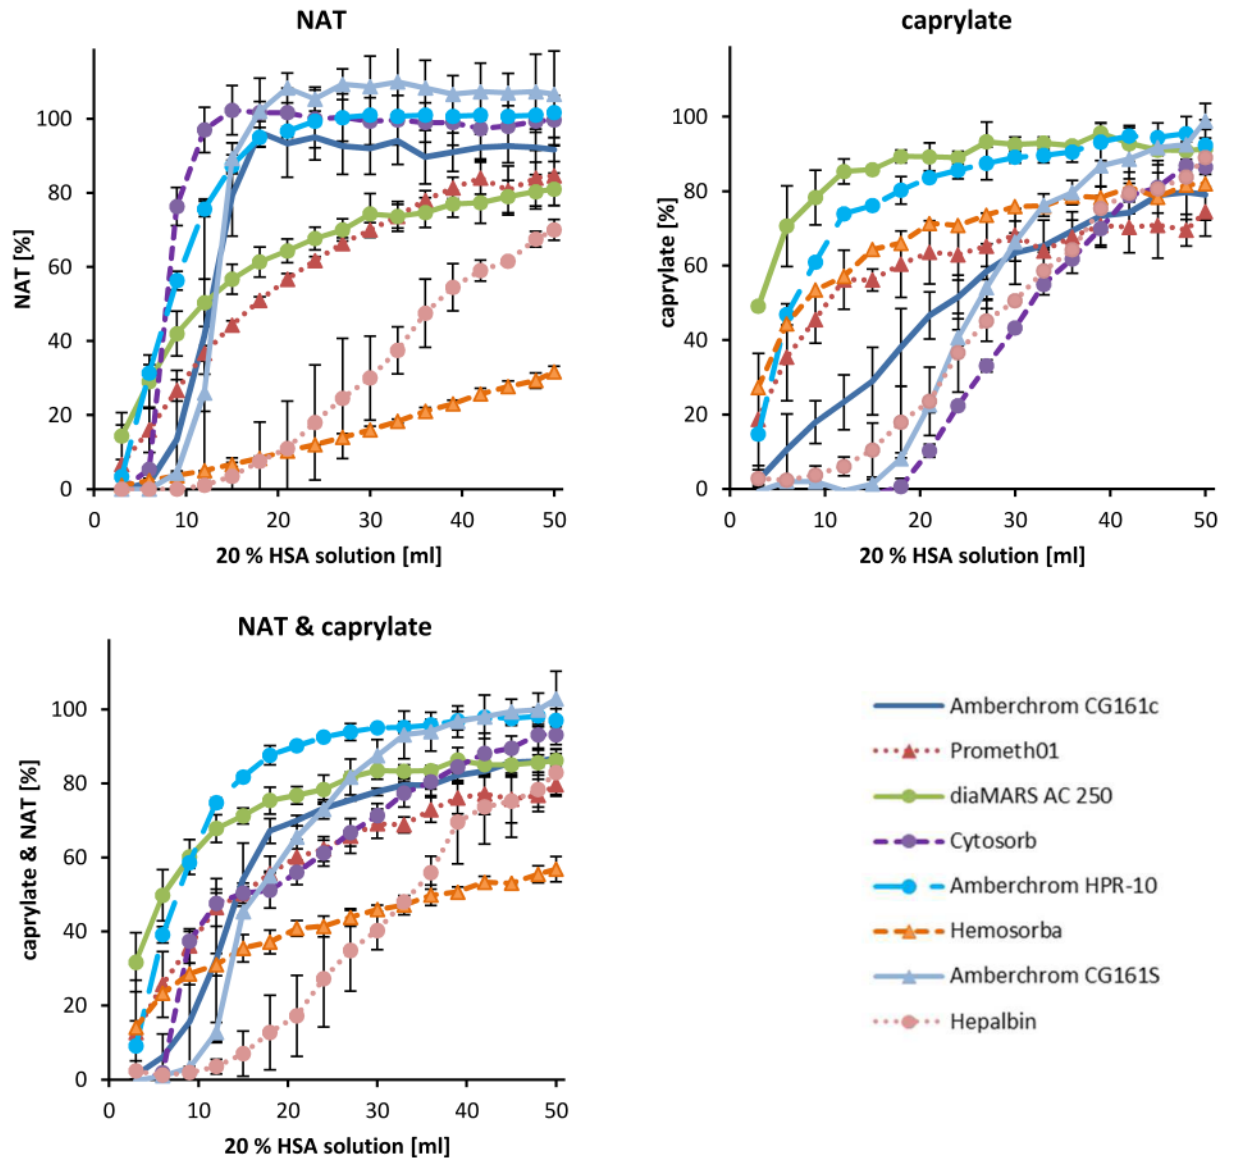 NAT
NAT [%]
100
80
60
40
20
0
0 10 20 30 40 50
20 % HSA solution [ml]
caprylate
caprylate [%]
100
80
60
40
20
0
0 10 20 30 40 50
20 % HSA solution [ml]
NAT & caprylate
caprylate & NAT [%]
100
80
60
40
20
0
0 10 20 30 40 50
20 % HSA solution [ml]
Amberchrom CG161c
Prometh01
diaMARS AC 250
Cytosorb
Amberchrom HPR-10
Hemosorba
Amberchrom CG161S
Hepalbin